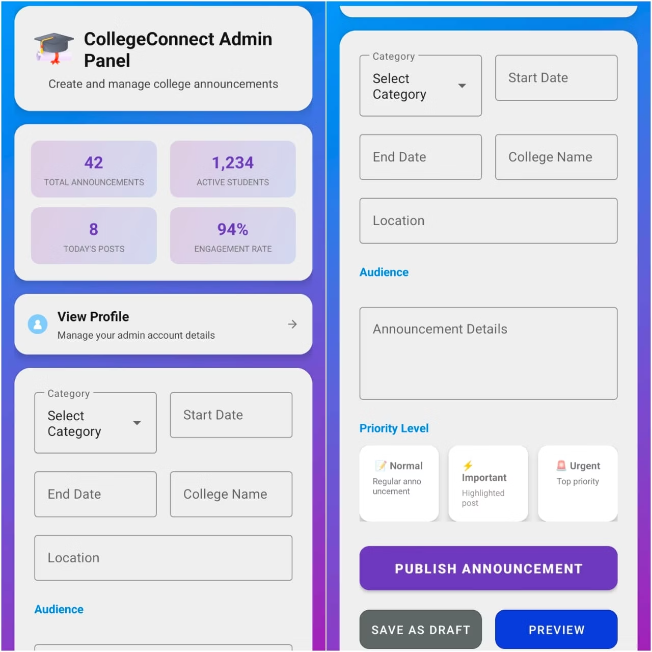 CollegeConnect Admin
Panel
Create and manage college announcements
42
TOTAL ANNOUNCEMENTS
1,234
ACTIVE STUDENTS
8
TODAY'S POSTS
94%
ENGAGEMENT RATE
View Profile
Manage your admin account details
Category
Select
Category
Start Date
End Date
College Name
Location
Audience
Category
Select
Category
Start Date
End Date
College Name
Location
Audience
Announcement Details
Priority Level
Normal
Regular anno
uncement
Important
Highlighted
post
Urgent
Top priority
PUBLISH ANNOUNCEMENT
SAVE AS DRAFT
PREVIEW